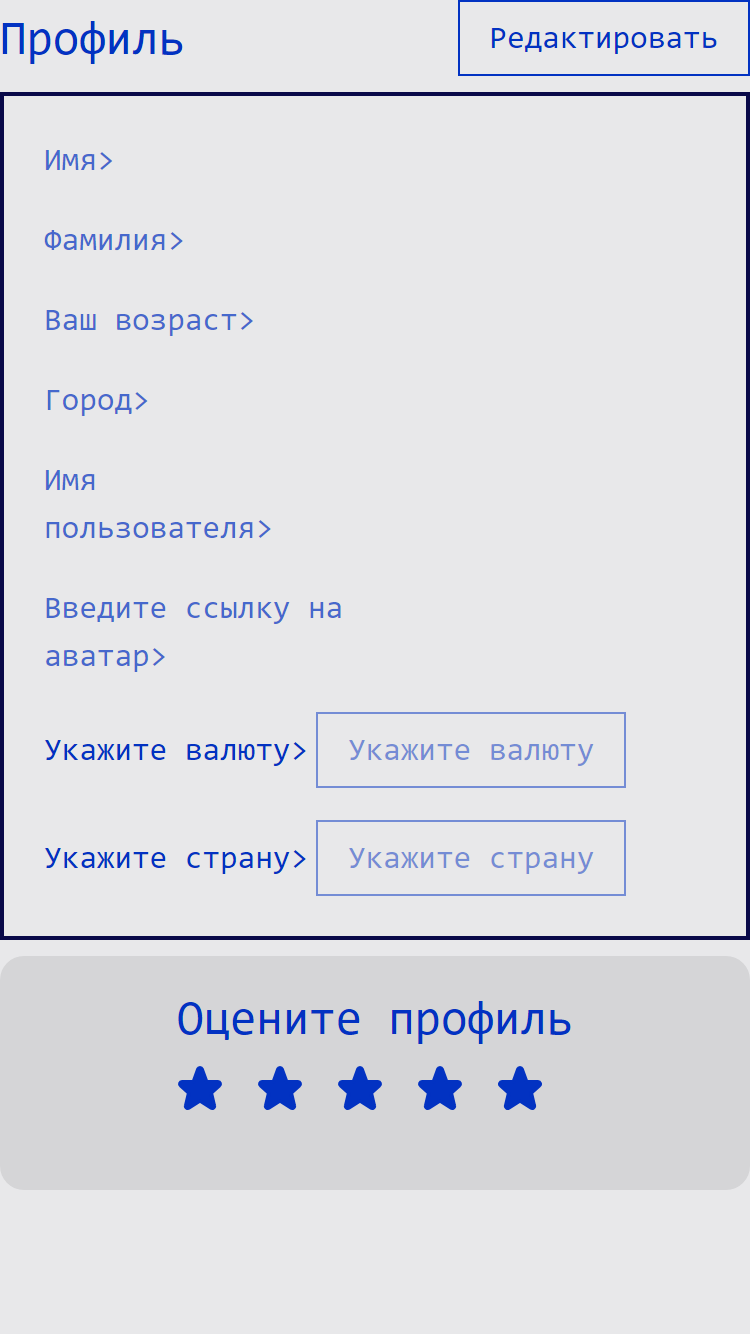 Профиль
Редактировать
Имя>
Фамилия>
Ваш возраст>
Город>
Имя
пользователя>
Введите ссылку на
аватар>
Укажите валюту> Укажите валюту
Укажите страну> Укажите страну
Оцените профиль